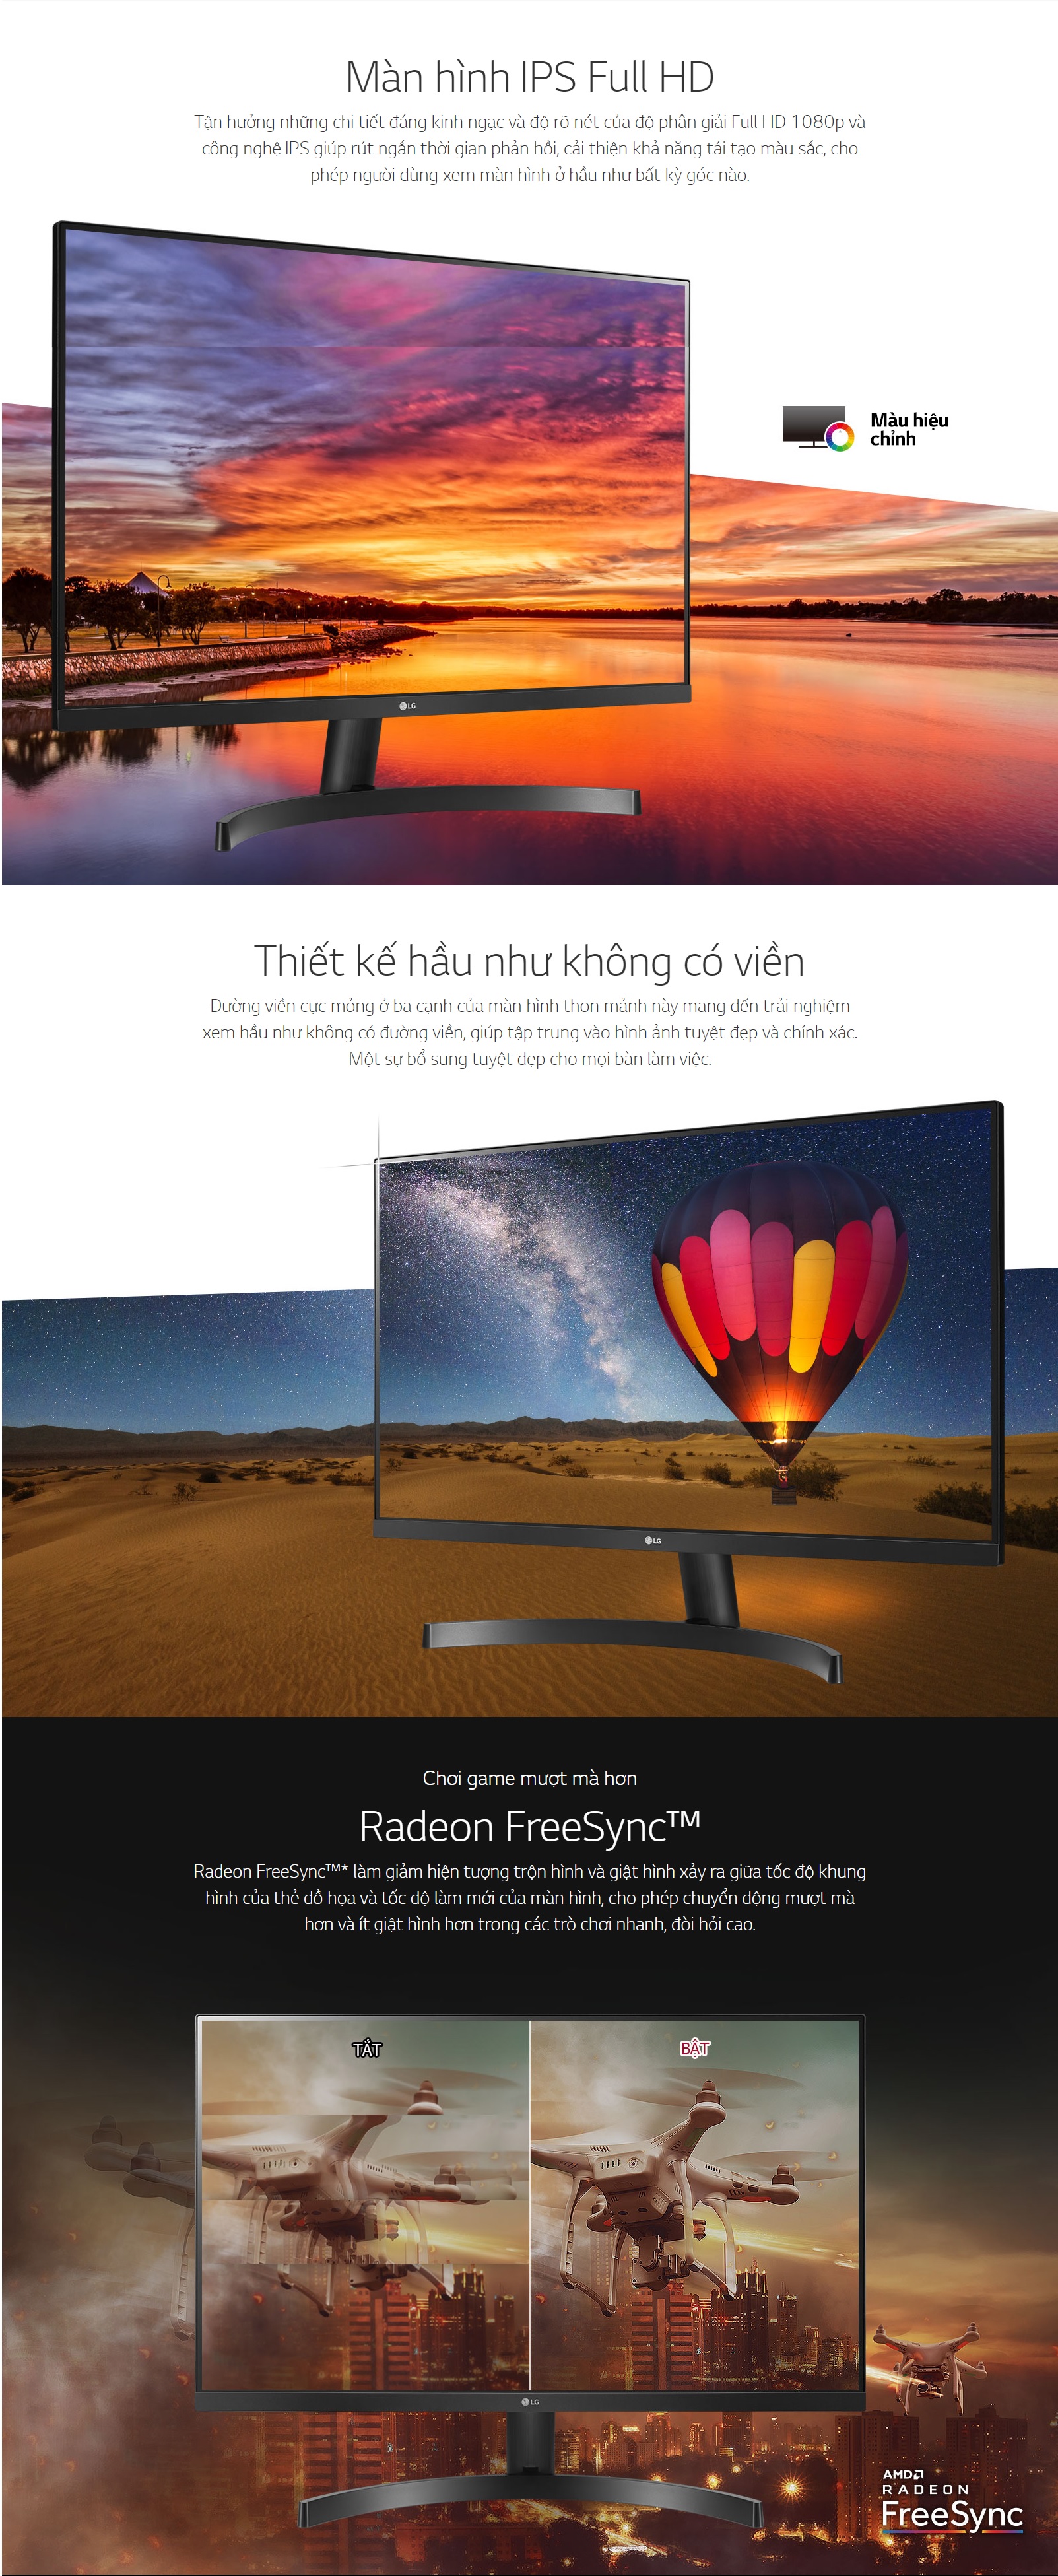 Màn hình IPS Full HD
Tận hưởng những chi tiết đáng kinh ngạc và độ rõ nét của độ phân giải Full HD 1080p và
công nghệ IPS giúp rút ngắn thời gian phản hồi, cải thiện khả năng tái tạo màu sắc, cho
phép người dùng xem màn hình ở hầu như bất kỳ góc nào.
Màu hiệu
chỉnh
LG
Thiết kế hầu như không có viền
Đường viền cực mỏng ở ba cạnh của màn hình thon mảnh này mang đến trải nghiệm
xem hầu như không có đường viền, giúp tập trung vào hình ảnh tuyệt đẹp và chính xác.
Một sự bổ sung tuyệt đẹp cho mọi bàn làm việc.
LG
Chơi game mượt mà hơn
Radeon FreeSync™
Radeon FreeSync™* làm giảm hiện tượng trộn hình và giật hình xảy ra giữa tốc độ khung
hình của thẻ đồ họa và tốc độ làm mới của màn hình, cho phép chuyển động mượt mà
hơn và ít giật hình hơn trong các trò chơi nhanh, đòi hỏi cao.
TẮT
BẬT
LG
AMD
RADEON
FreeSync